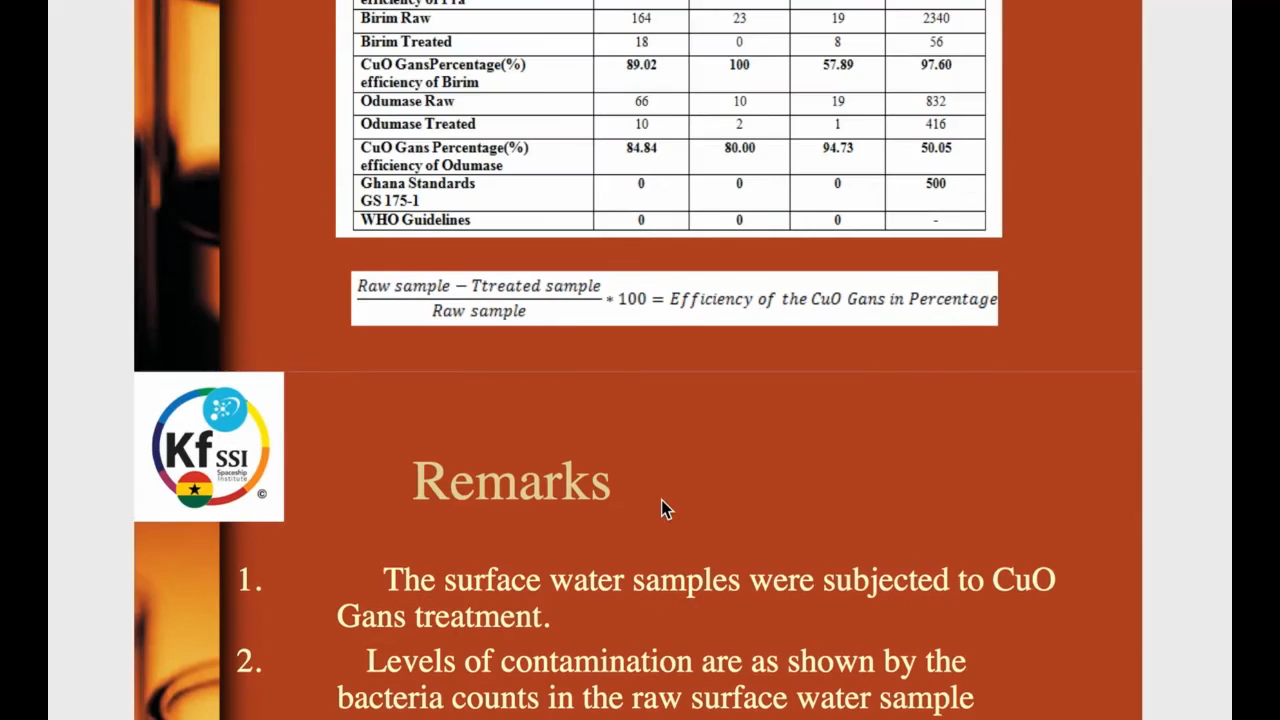 efficiency of Pra
Birim Raw 164 23 19 2340
Birim Treated 18 0 8 56
CuO GansPercentage(%) 89.02 100 57.89 97.60
efficiency of Birim
Odumase Raw 66 10 19 832
Odumase Treated 10 2 1 416
CuO Gans Percentage(%) 84.84 80.00 94.73 50.05
efficiency of Odumase
Ghana Standards 0 0 0 500
GS 175-1
WHO Guidelines 0 0 0 -
Raw sample − Ttreated sample
Raw sample
∗ 100 = Efficiency of the CuO Gans in Percentage
Kf SSI
Spaceship
Institute
©
Remarks
1. The surface water samples were subjected to CuO
Gans treatment.
2. Levels of contamination are as shown by the
bacteria counts in the raw surface water sample